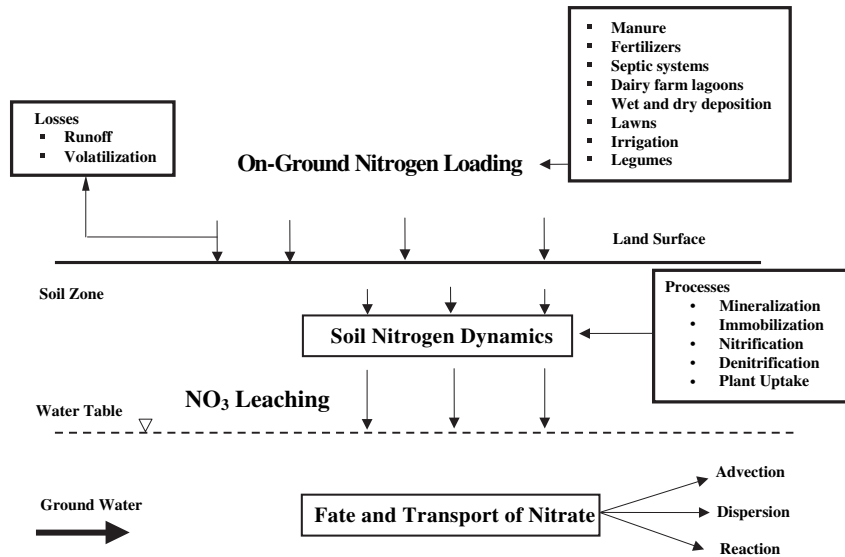 Manure
Fertilizers
Septic systems
Dairy farm lagoons
Wet and dry deposition
Lawns
Irrigation
Legumes
Losses
Runoff
Volatilization
On-Ground Nitrogen Loading
Land Surface
Soil Zone
Processes
Mineralization
Immobilization
Nitrification
Denitrification
Plant Uptake
Soil Nitrogen Dynamics
NO₃ Leaching
Water Table
Ground Water
Fate and Transport of Nitrate
Advection
Dispersion
Reaction